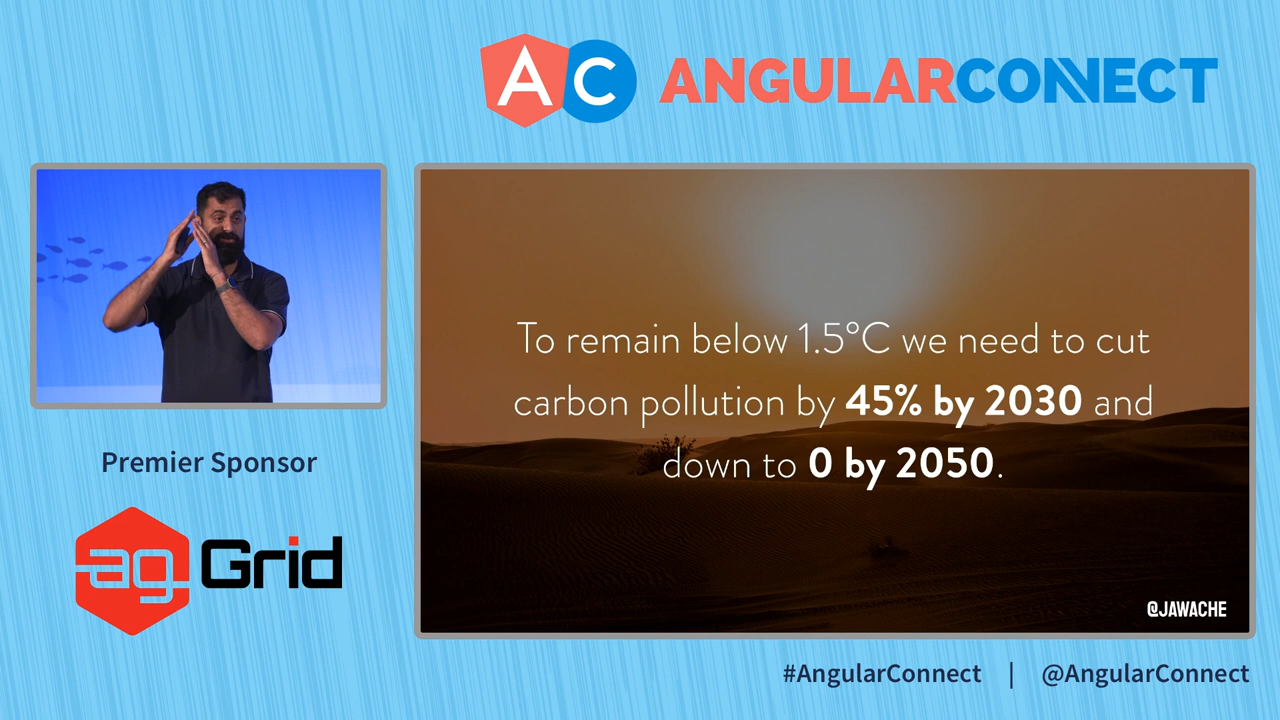 AC ANGULARCONNECT
To remain below 1.5°C we need to cut
carbon pollution by 45% by 2030 and
down to 0 by 2050.
@JAWACHE
Premier Sponsor
ag Grid
#AngularConnect | @AngularConnect